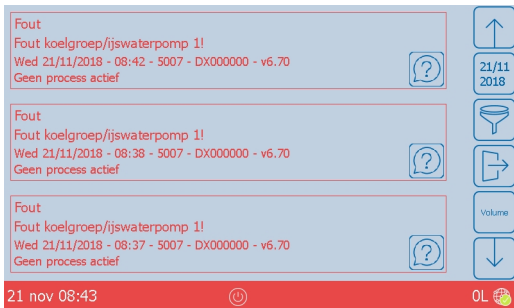 Fout
Fout koelgroep/ijswaterpomp 1!
Wed 21/11/2018 - 08:42 - 5007 - DX000000 - v6.70
Geen process actief
Fout
Fout koelgroep/ijswaterpomp 1!
Wed 21/11/2018 - 08:38 - 5007 - DX000000 - v6.70
Geen process actief
Fout
Fout koelgroep/ijswaterpomp 1!
Wed 21/11/2018 - 08:37 - 5007 - DX000000 - v6.70
Geen process actief
21/11
2018
Volume
21 nov 08:43
0L